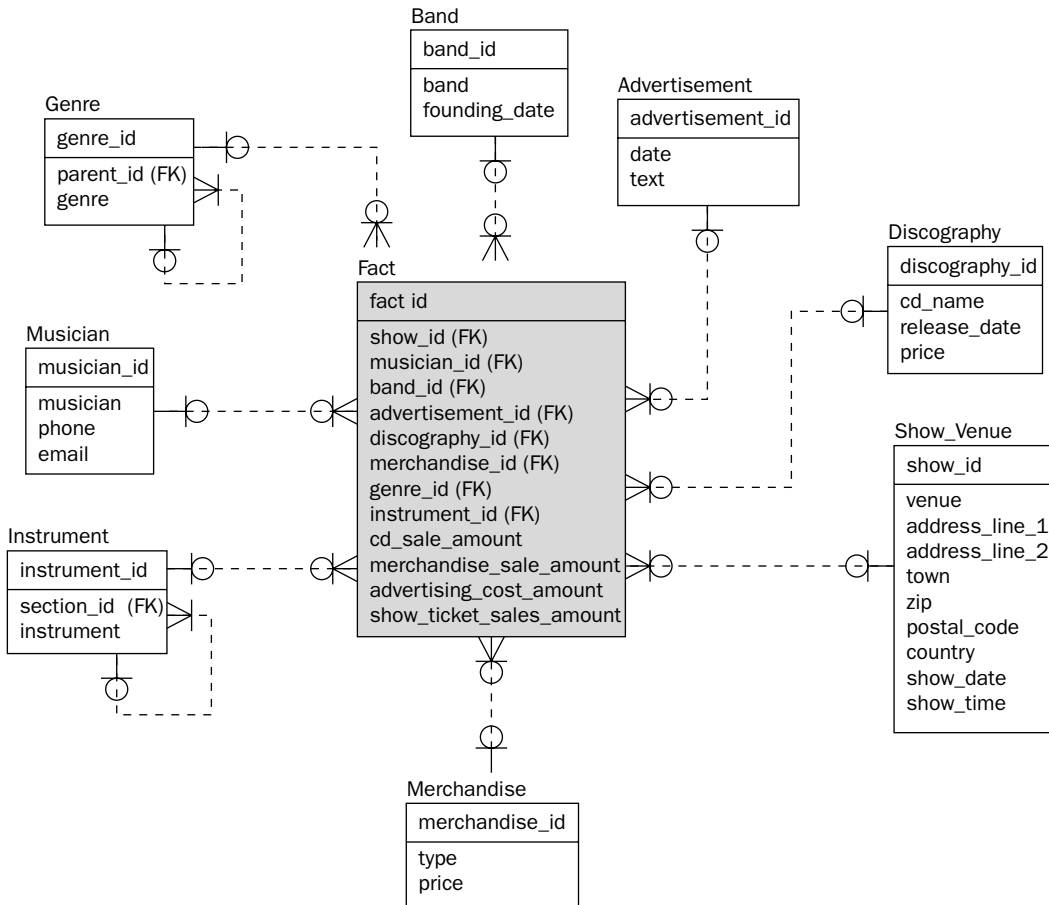 Band
band_id
band
founding_date
Genre
genre_id
parent_id (FK)
genre
Advertisement
advertisement_id
date
text
Discography
discography_id
cd_name
release_date
price
Fact
fact id
show_id (FK)
musician_id (FK)
band_id (FK)
advertisement_id (FK)
discography_id (FK)
merchandise_id (FK)
genre_id (FK)
instrument_id (FK)
cd_sale_amount
merchandise_sale_amount
advertising_cost_amount
show_ticket_sales_amount
Musician
musician_id
musician
phone
email
Show_Venue
show_id
venue
address_line_1
address_line_2
town
zip
postal_code
country
show_date
show_time
Instrument
instrument_id
section_id (FK)
instrument
Merchandise
merchandise_id
type
price